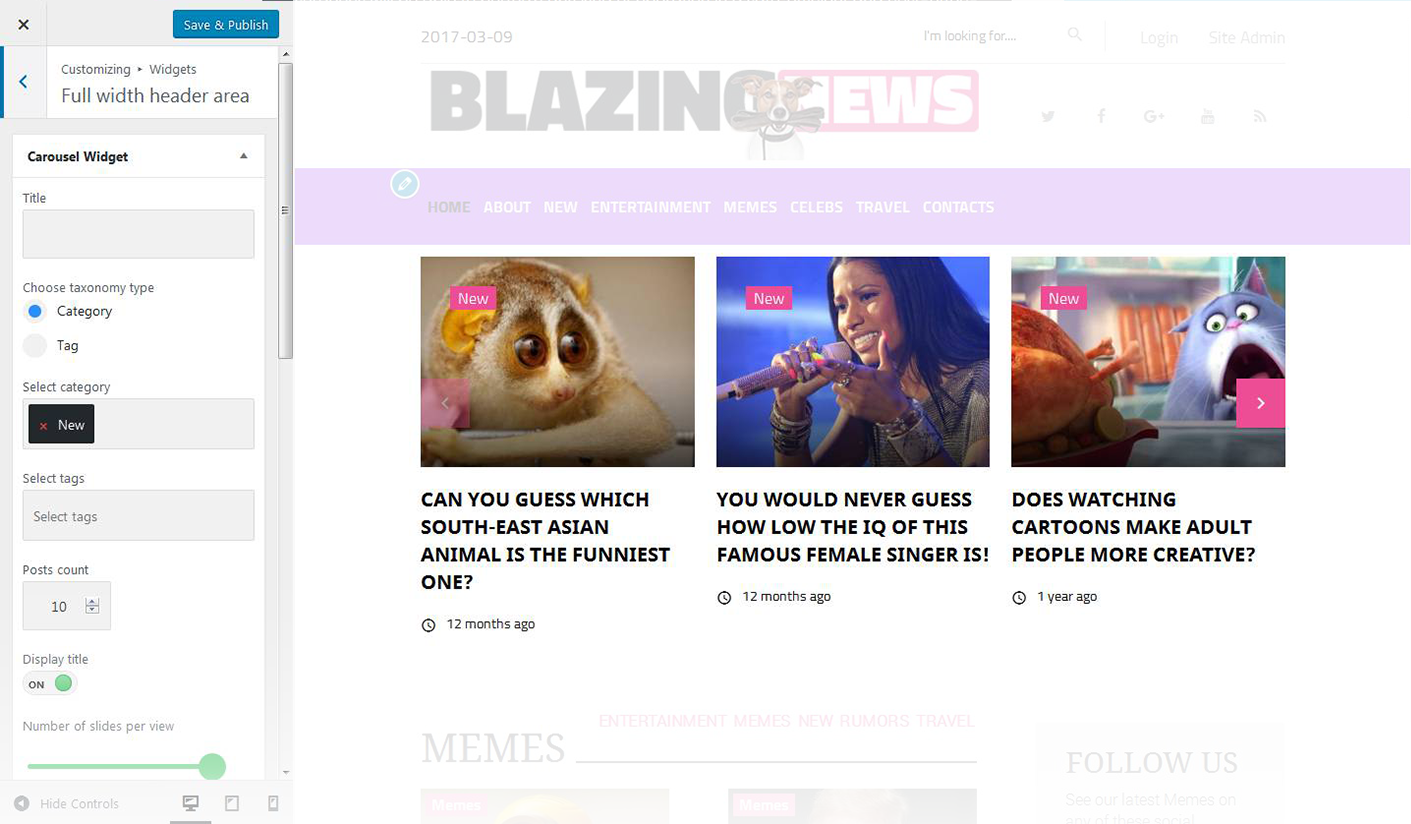 Save & Publish
Customizing ▸ Widgets
Full width header area
Carousel Widget
Title
Choose taxonomy type
Category
Tag
Select category
× New
Select tags
Select tags
Posts count
10
Display title
ON
Number of slides per view
Hide Controls
2017-03-09
I'm looking for....
Login
Site Admin
BLAZING NEWS
HOME ABOUT NEW ENTERTAINMENT MEMES CELEBS TRAVEL CONTACTS
New
CAN YOU GUESS WHICH
SOUTH-EAST ASIAN
ANIMAL IS THE FUNNIEST
ONE?
12 months ago
New
YOU WOULD NEVER GUESS
HOW LOW THE IQ OF THIS
FAMOUS FEMALE SINGER IS!
12 months ago
New
DOES WATCHING
CARTOONS MAKE ADULT
PEOPLE MORE CREATIVE?
1 year ago
ENTERTAINMENT MEMES NEW RUMORS TRAVEL
MEMES
Memes
Memes
FOLLOW US
See our latest Memes on
any of these social